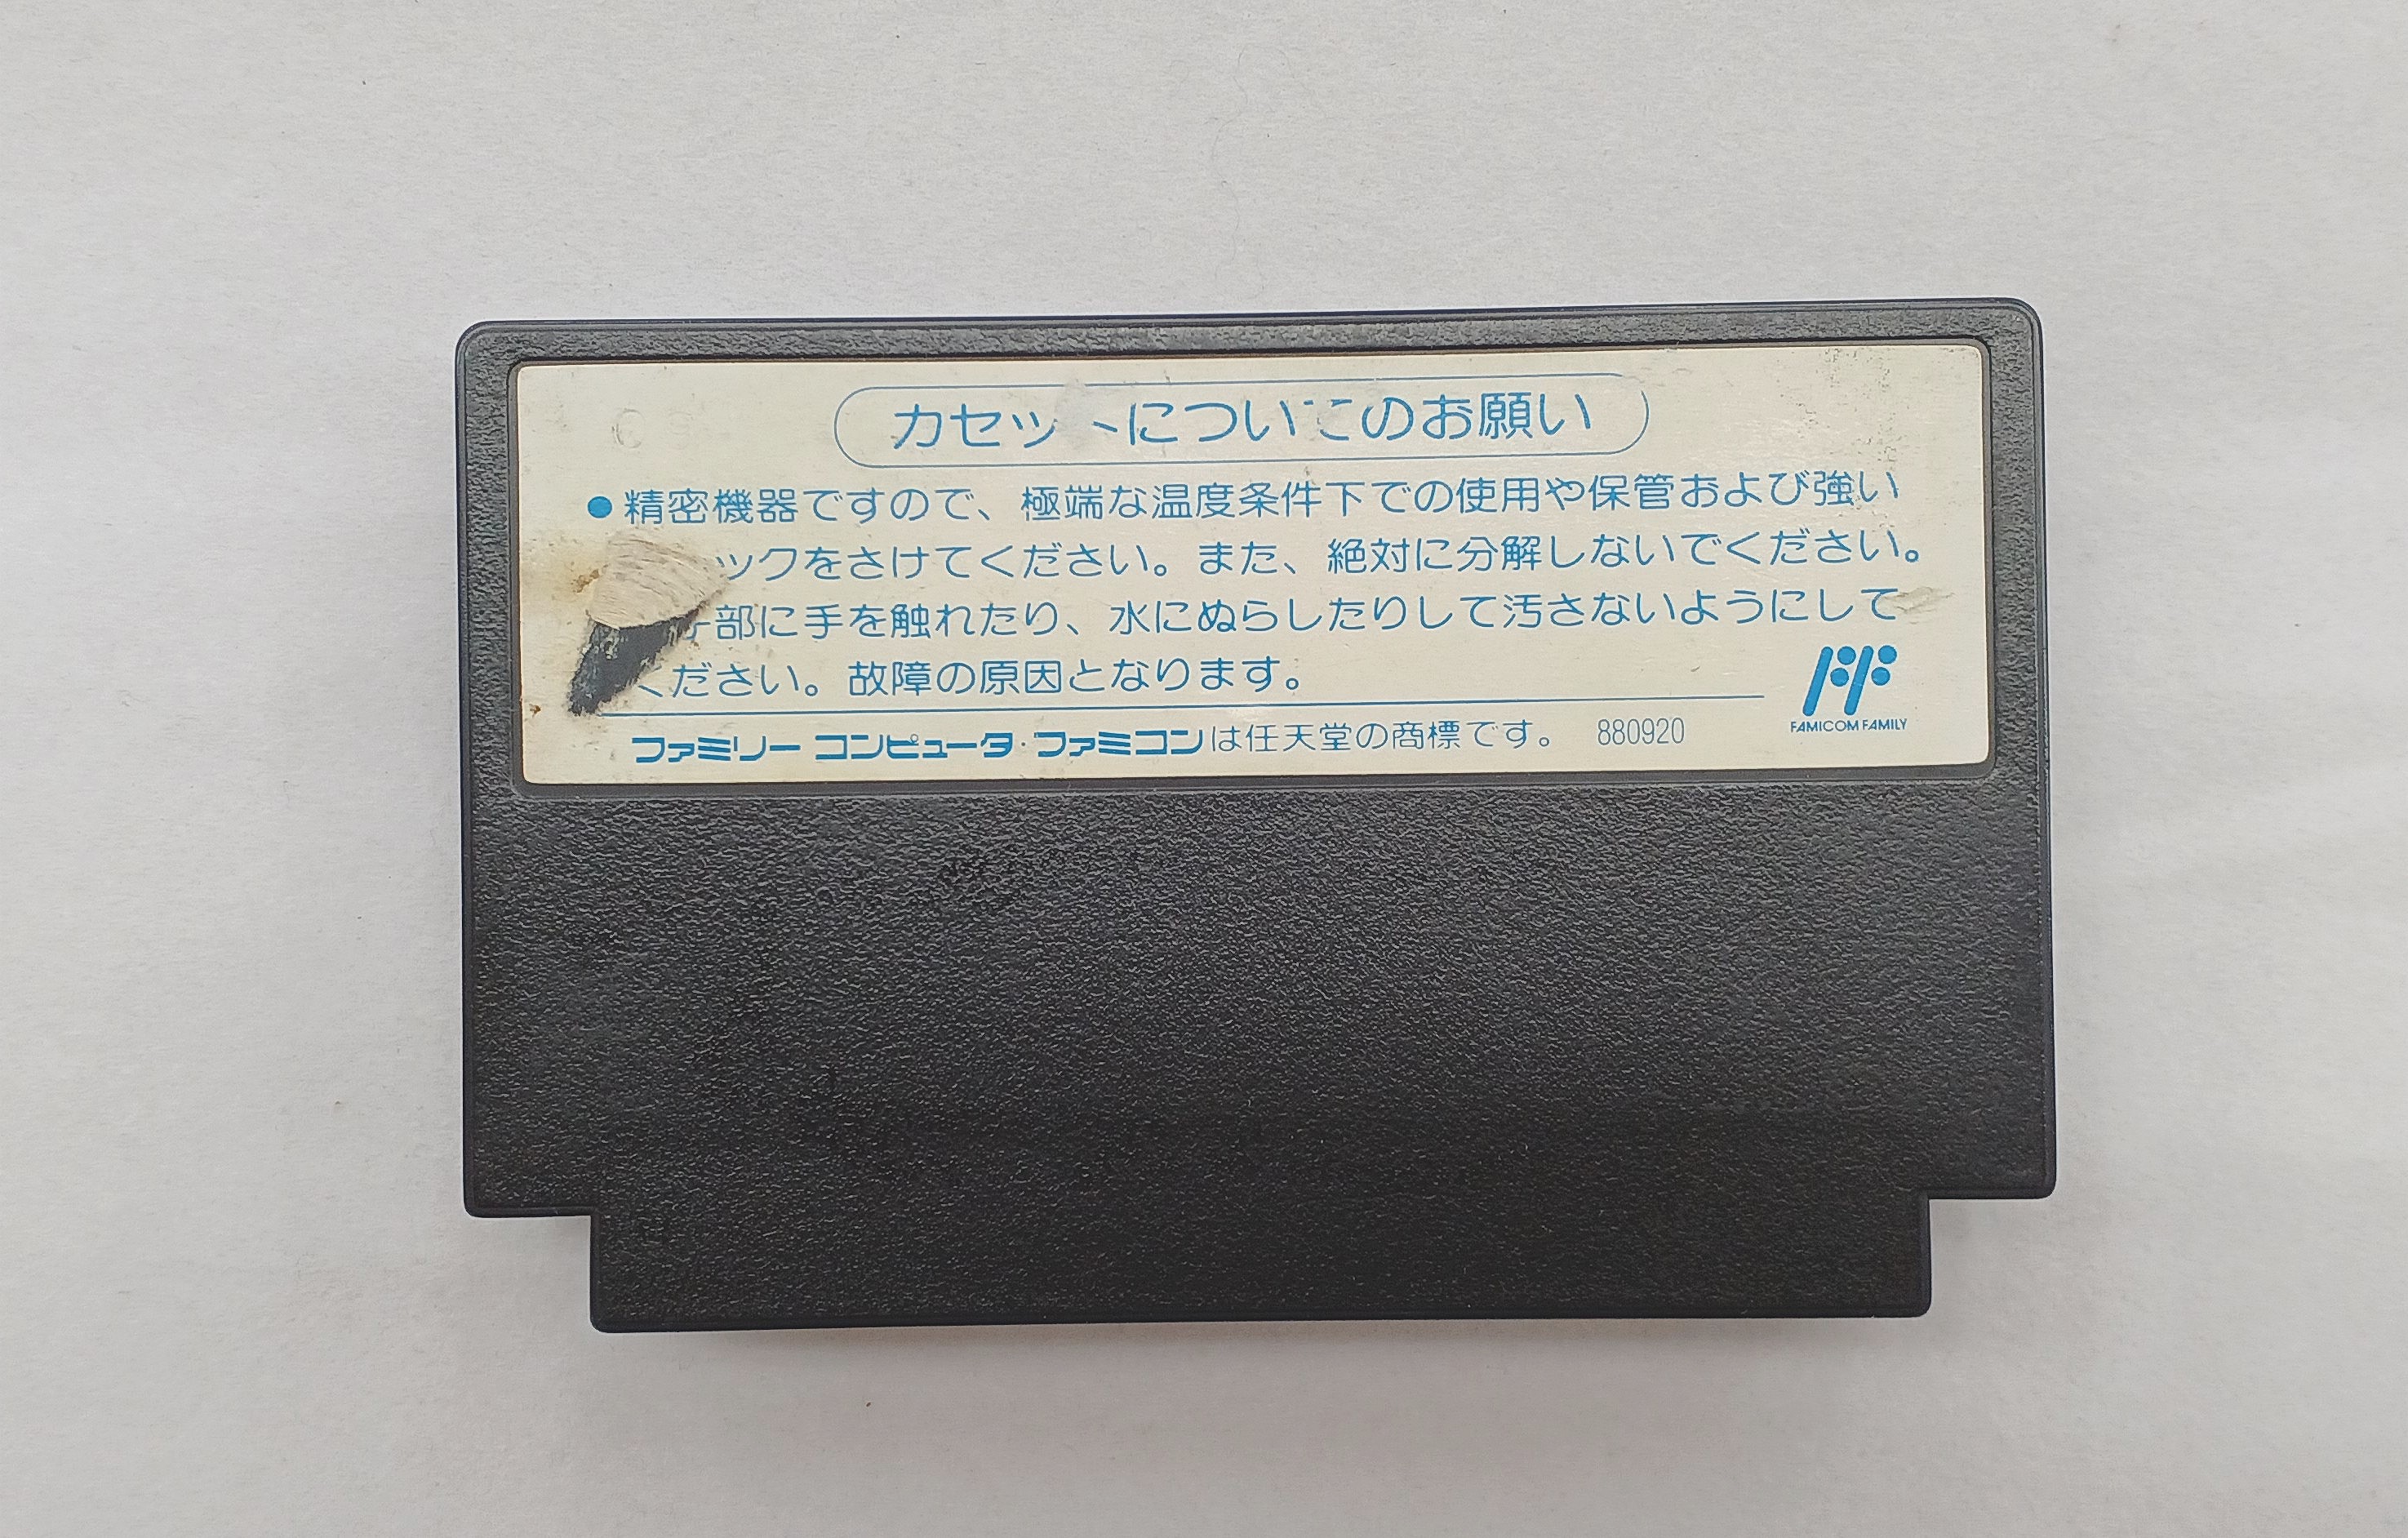 カセットについてのお願い
●精密機器ですので、極端な温度条件下での使用や保管および強い
ックをさけてください。また、絶対に分解しないでください。
部に手を触れたり、水にぬらしたりして汚さないようにして
ください。故障の原因となります。
ファミリー コンピュータ・ファミコンは任天堂の商標です。 880920
FAMICOM FAMILY